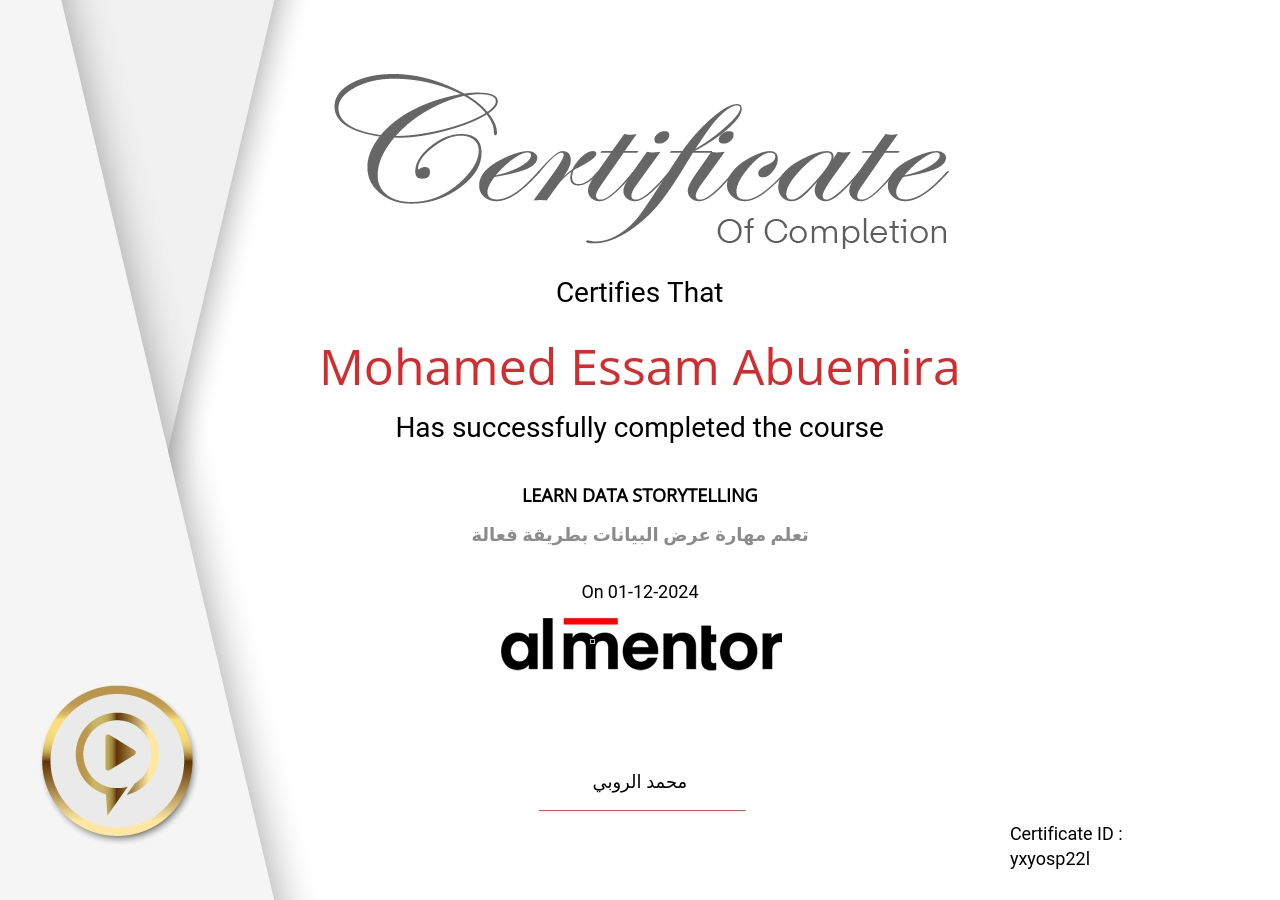 Certificate
Of Completion
Certifies That
Mohamed Essam Abuemira
Has successfully completed the course
LEARN DATA STORYTELLING
تعلم مهارة عرض البيانات بطريقة فعالة
On 01-12-2024
almentor
محمد الروبي
Certificate ID :
yxyosp22l